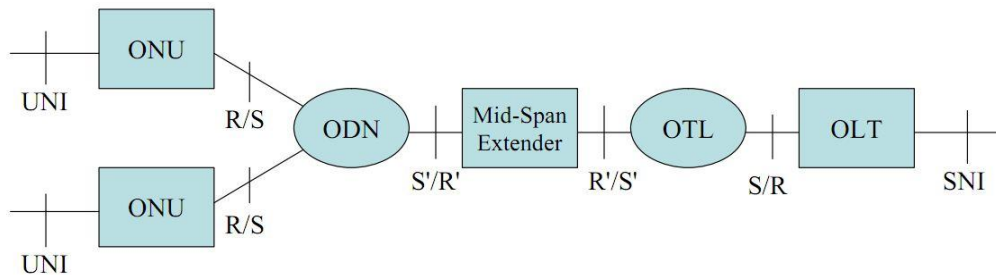 ONU
UNI
R/S
ODN
S'/R'
Mid-Span
Extender
R'/S'
OTL
S/R
OLT
SNI
ONU
R/S
UNI